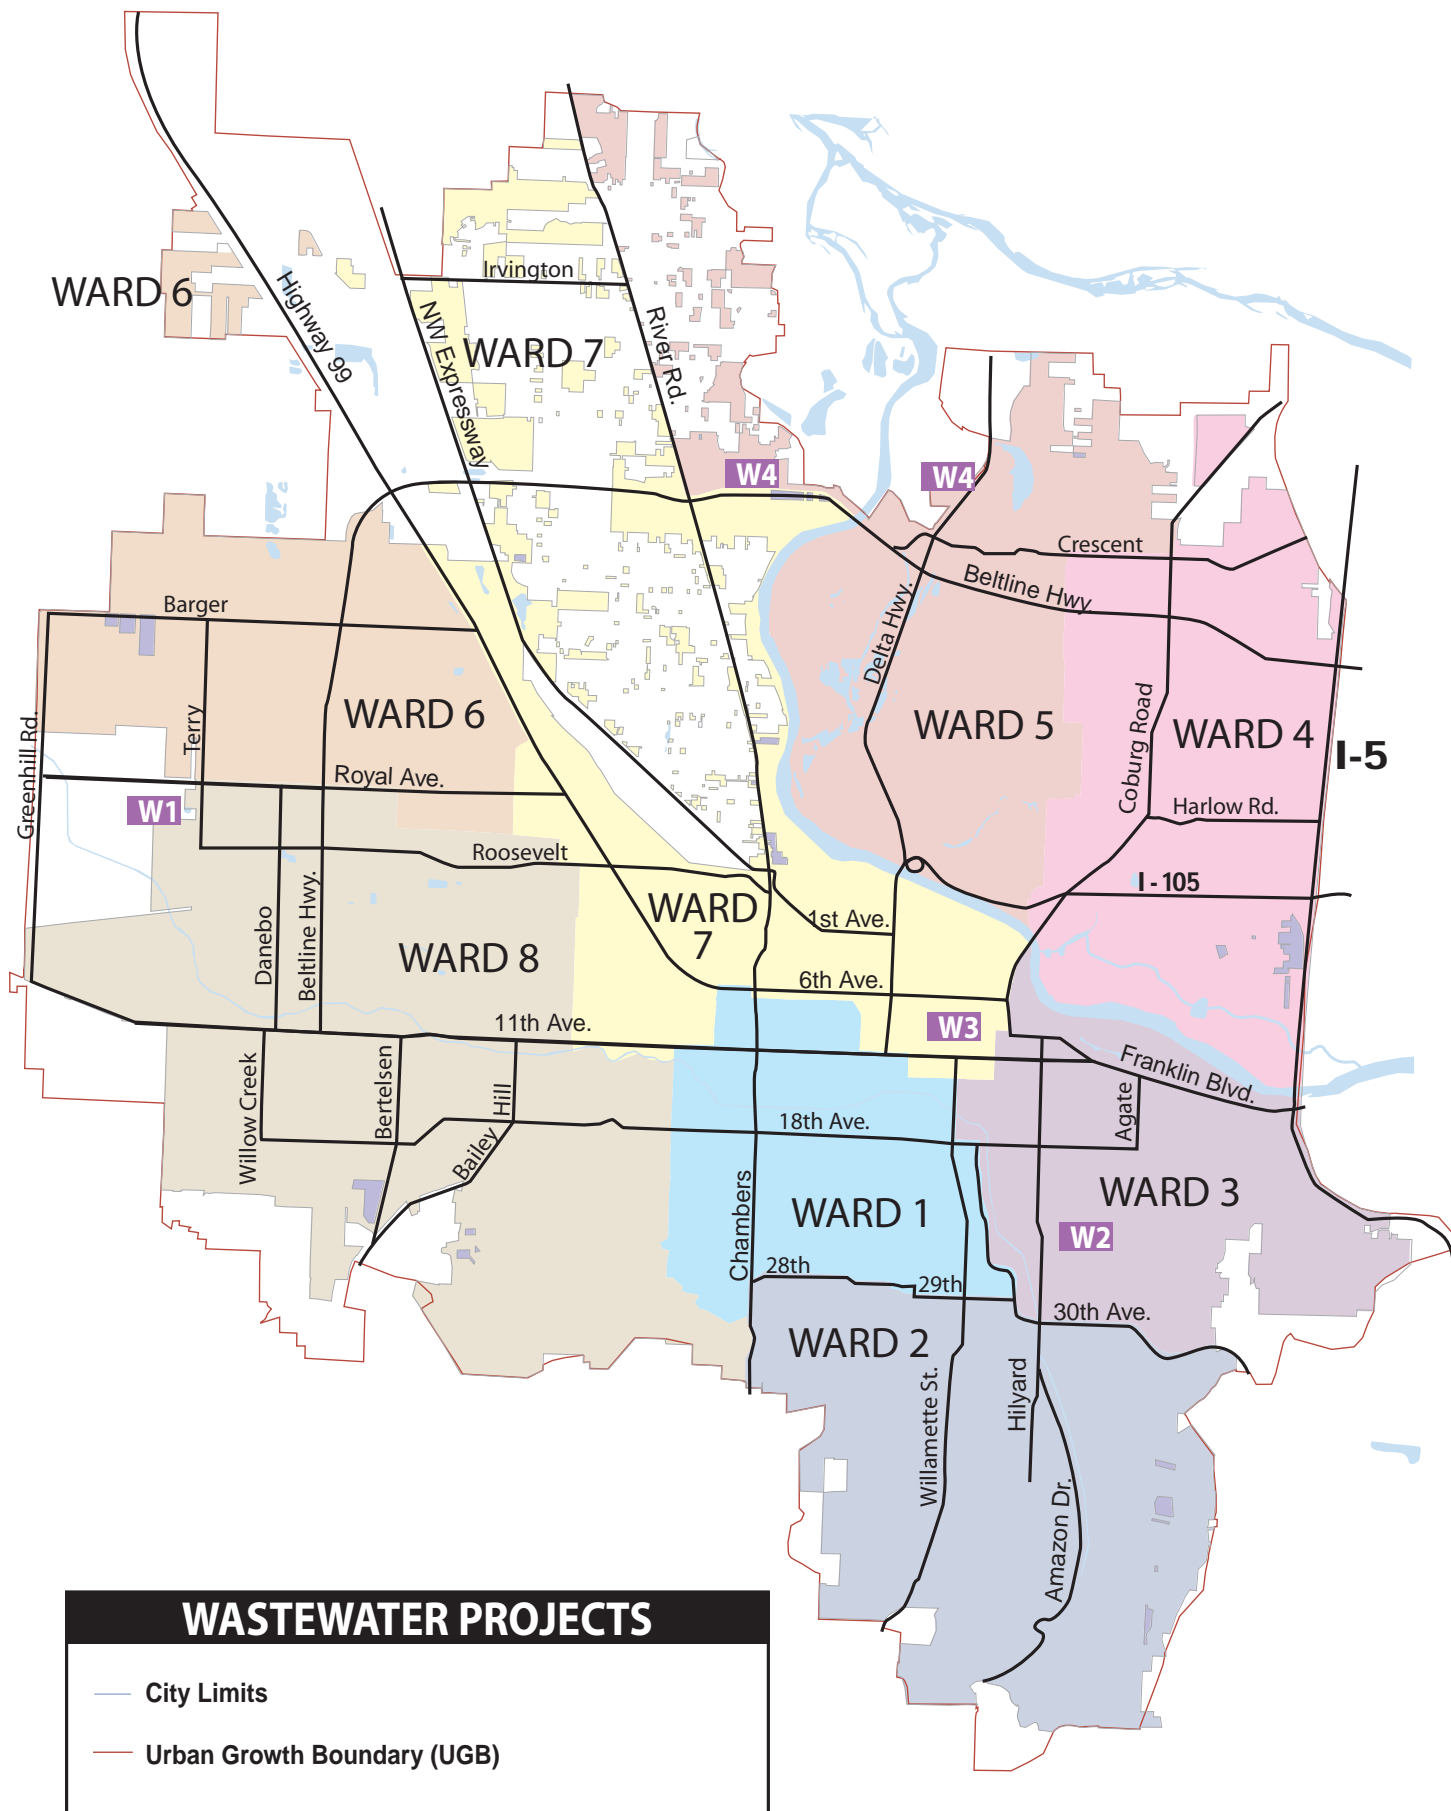 WARD 6
Highway 99
Irvington
NW Expressway
WARD 7
River Rd.
W4
W4
Crescent
Beltline Hwy
Delta Hwy.
Barger
Greenhill Rd.
Terry
WARD 6
WARD 5
Coburg Road
WARD 4
I-5
Royal Ave.
W1
Harlow Rd.
Roosevelt
I - 105
Danebo
Beltline Hwy.
WARD 8
WARD
7
1st Ave.
6th Ave.
11th Ave.
W3
Franklin Blvd.
Willow Creek
Bertelsen
Bailey
Hill
18th Ave.
Agate
Chambers
WARD 1
WARD 3
W2
28th
29th
30th Ave.
WARD 2
Willamette St.
Hilyard
Amazon Dr.
WASTEWATER PROJECTS
City Limits
Urban Growth Boundary (UGB)